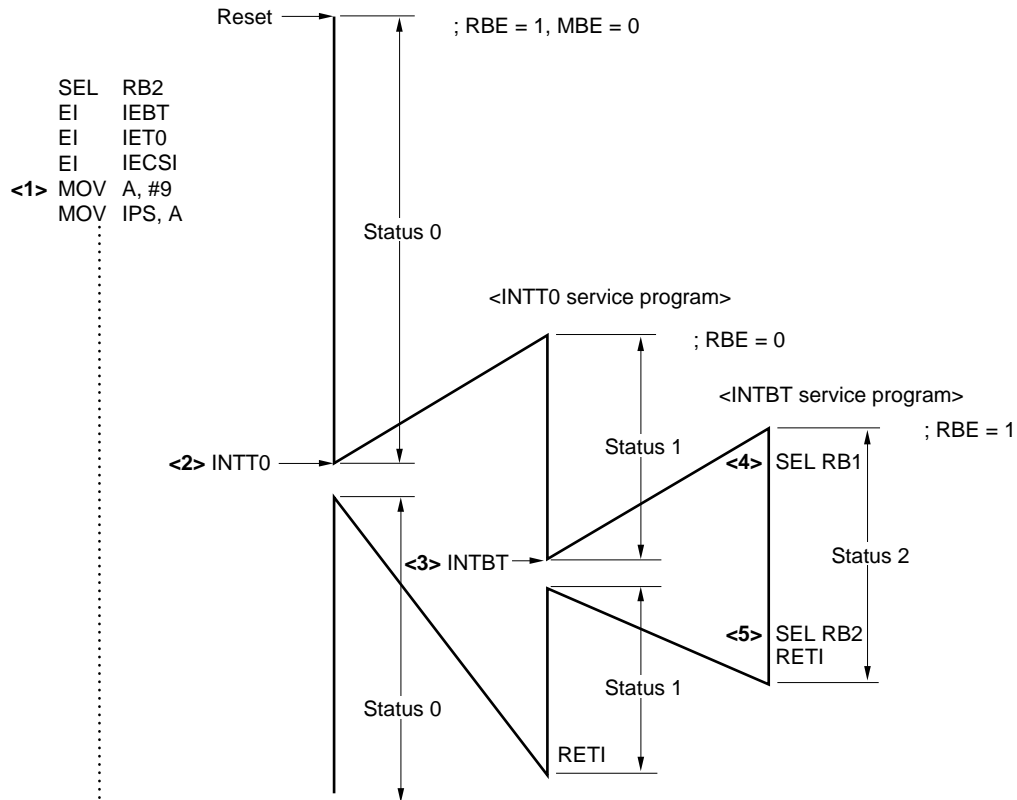 Reset
; RBE = 1, MBE = 0
SEL RB2
EI IEBT
EI IET0
EI IECSI
<1> MOV A, #9
MOV IPS, A
Status 0
<INTT0 service program>
; RBE = 0
<INTBT service program>
; RBE = 1
Status 1
<2> INTT0
<4> SEL RB1
<3> INTBT
Status 2
<5> SEL RB2
RETI
Status 1
Status 0
RETI